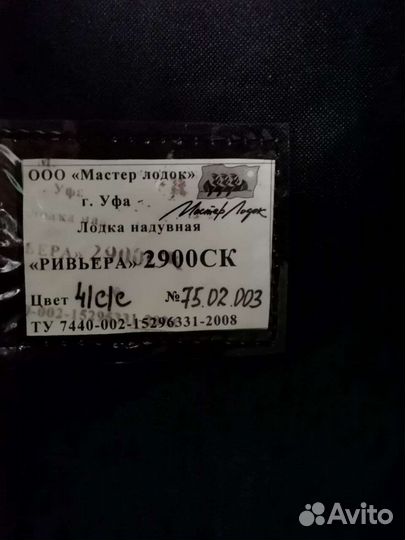 ООО «Мастер лодок»
г. Уфа
Мастер Лодок
Лодка надувная
«РИВЬЕРА» 2900СК
Цвет ч/с/с №75.02.003
ТУ 7440-002-15296331-2008
Avito